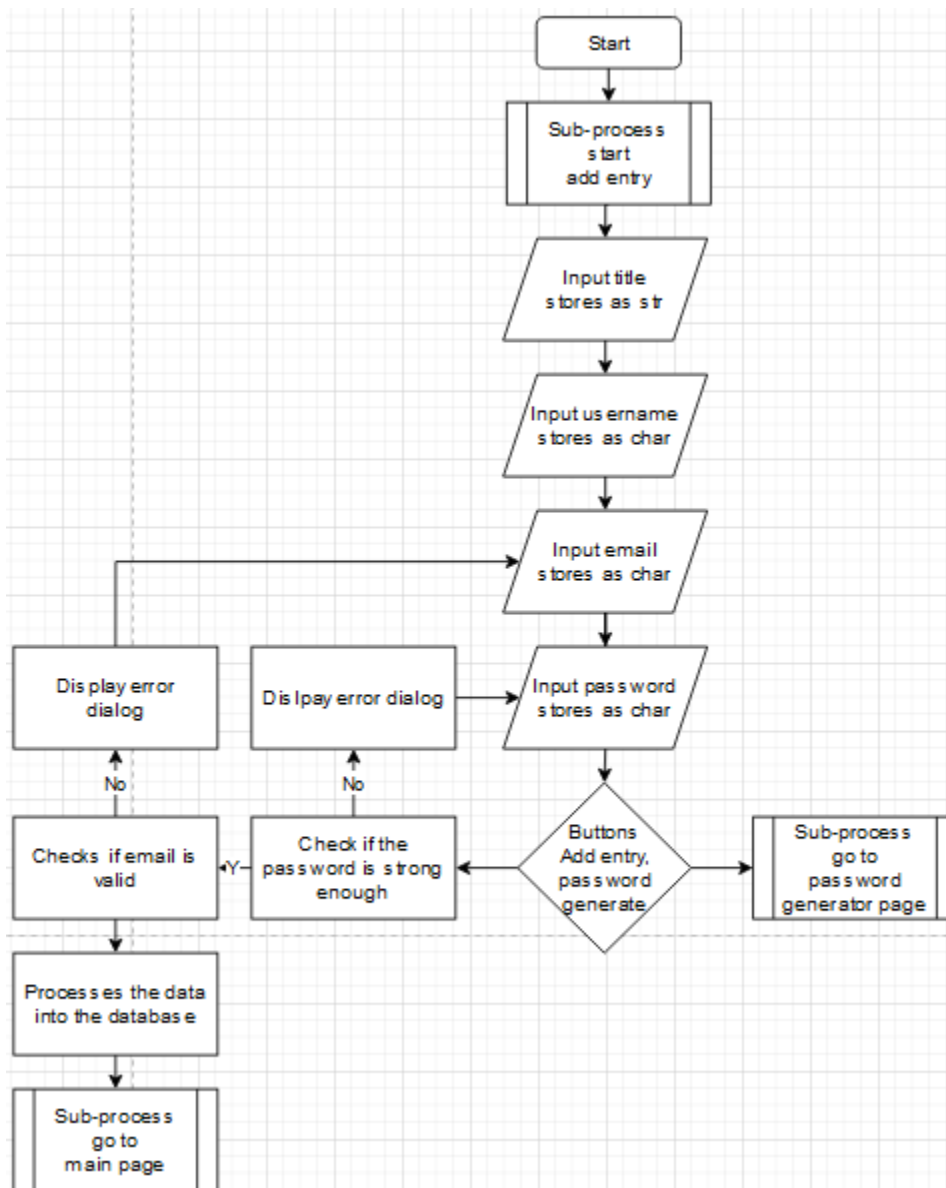 Start
Sub-process
start
add entry
Input title
stores as str
Input username
stores as char
Input email
stores as char
Display error
dialog
Dislpay error dialog
Input password
stores as char
No
No
Checks if email is
valid
Y
Check if the
password is strong
enough
Buttons
Add entry,
password
generate
Sub-process
go to
password
generator page
Processes the data
into the database
Sub-process
go to
main page